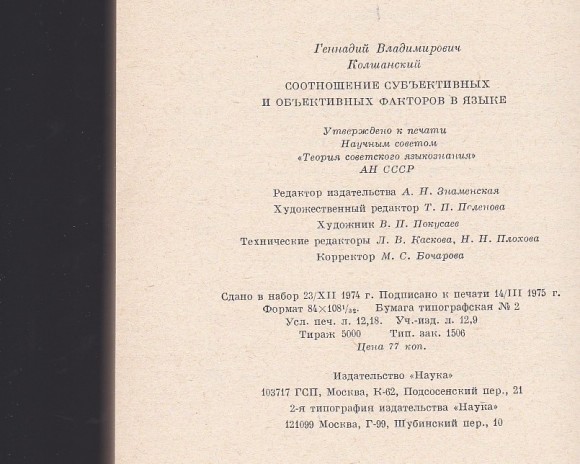 Геннадий Владимирович
Колшанский
СООТНОШЕНИЕ СУБЪЕКТИВНЫХ
И ОБЪЕКТИВНЫХ ФАКТОРОВ В ЯЗЫКЕ
Утверждено к печати
Научным советом
«Теория советского языкознания»
АН СССР
Редактор издательства А. Н. Знаменская
Художественный редактор Т. П. Поленова
Художник В. П. Покусаев
Технические редакторы Л. В. Каскова, Н. П. Плохова
Корректор М. С. Бочарова
Сдано в набор 23/XII 1974 г. Подписано к печати 14/III 1975 г.
Формат 84×108¹/₃₂. Бумага типографская № 2
Усл. печ. л. 12,18. Уч.-изд. л. 12,9
Тираж 5000 Тип. зак. 1506
Цена 77 коп.
Издательство «Наука»
103717 ГСП, Москва, К-62, Подсосенский пер., 21
2-я типография издательства «Наука»
121099 Москва, Г-99, Шубинский пер., 10